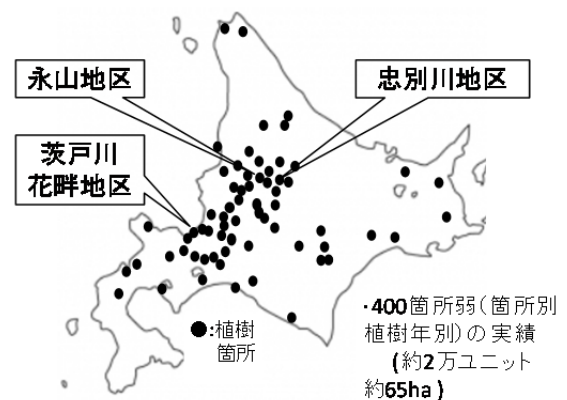 永山地区
忠別川地区
茨戸川
花畔地区
●:植樹
箇所
・400箇所弱(箇所別
植樹年別)の実績
(約2万ユニット
約65ha)